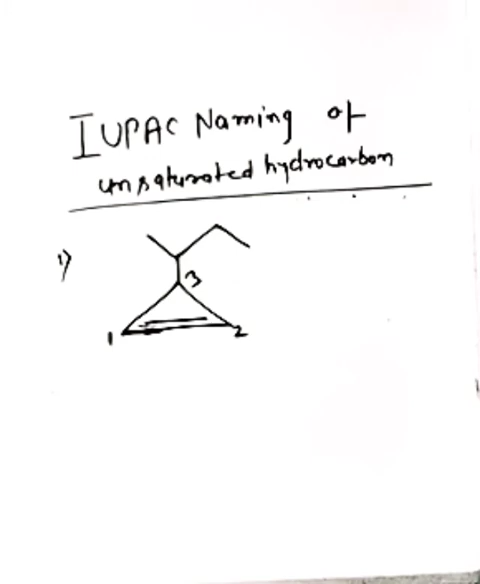 IUPAC Naming of
unsaturated hydrocarbon
1)
3
1 2